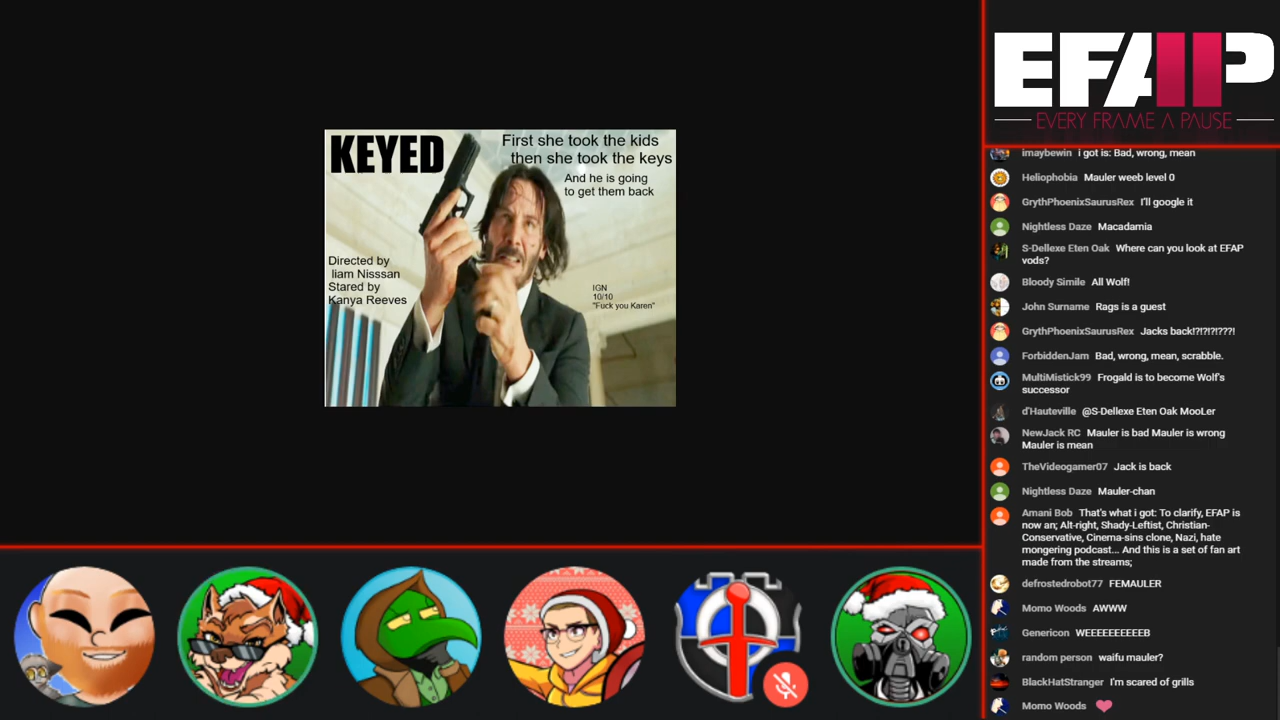 KEYED
First she took the kids
then she took the keys
And he is going
to get them back
Directed by
liam Nisssan
Stared by
Kanya Reeves
IGN
10/10
"Fuck you Karen"
EFAP
EVERY FRAME A PAUSE
imaybewin i got is: Bad, wrong, mean
Heliophobia Mauler weeb level 0
GrythPhoenixSaurusRex I'll google it
Nightless Daze Macadamia
S-Dellexe Eten Oak Where can you look at EFAP
vods?
Bloody Simile All Wolf!
John Surname Rags is a guest
GrythPhoenixSaurusRex Jacks back!?!?!?!???!
ForbiddenJam Bad, wrong, mean, scrabble.
MultiMistick99 Frogald is to become Wolf's
successor
d'Hauteville @S-Dellexe Eten Oak MooLer
NewJack RC Mauler is bad Mauler is wrong
Mauler is mean
TheVideogamer07 Jack is back
Nightless Daze Mauler-chan
Amani Bob That's what i got: To clarify, EFAP is
now an; Alt-right, Shady-Leftist, Christian-
Conservative, Cinema-sins clone, Nazi, hate
mongering podcast... And this is a set of fan art
made from the streams;
defrostedrobot77 FEMAULER
Momo Woods AWWW
Genericon WEEEEEEEEEEB
random person waifu mauler?
BlackHatStranger I'm scared of grills
Momo Woods